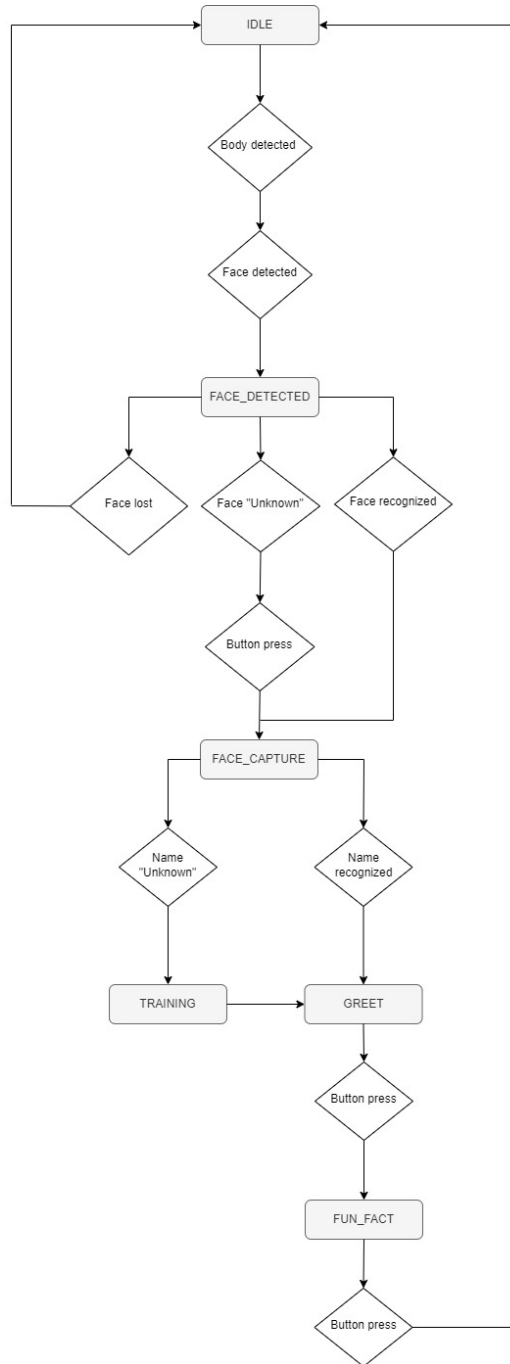 IDLE
Body detected
Face detected
FACE_DETECTED
Face lost
Face "Unknown"
Face recognized
Button press
FACE_CAPTURE
Name
"Unknown"
Name
recognized
TRAINING
GREET
Button press
FUN_FACT
Button press